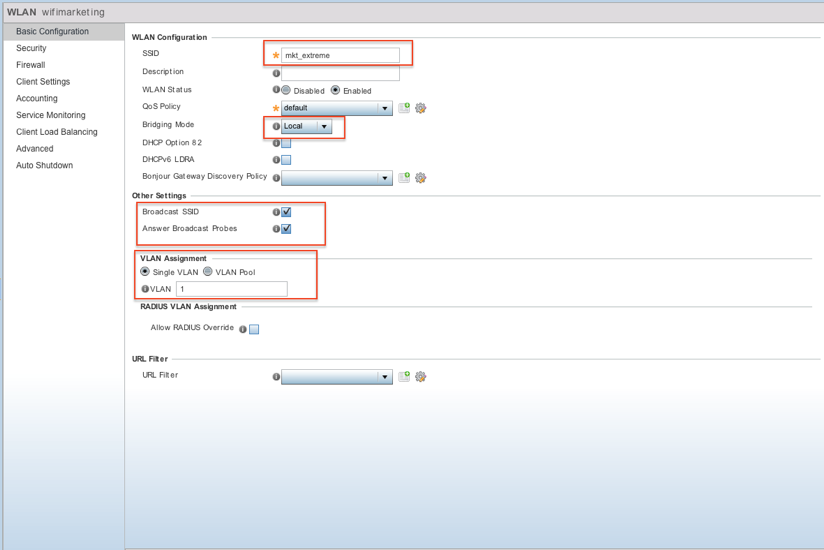 WLAN wifimarketing
Basic Configuration
Security
Firewall
Client Settings
Accounting
Service Monitoring
Client Load Balancing
Advanced
Auto Shutdown
WLAN Configuration
SSID mkt_extreme
Description
WLAN Status Disabled Enabled
QoS Policy default
Bridging Mode Local
DHCP Option 82
DHCPv6 LDRA
Bonjour Gateway Discovery Policy
Other Settings
Broadcast SSID
Answer Broadcast Probes
VLAN Assignment
Single VLAN VLAN Pool
VLAN 1
RADIUS VLAN Assignment
Allow RADIUS Override
URL Filter
URL Filter